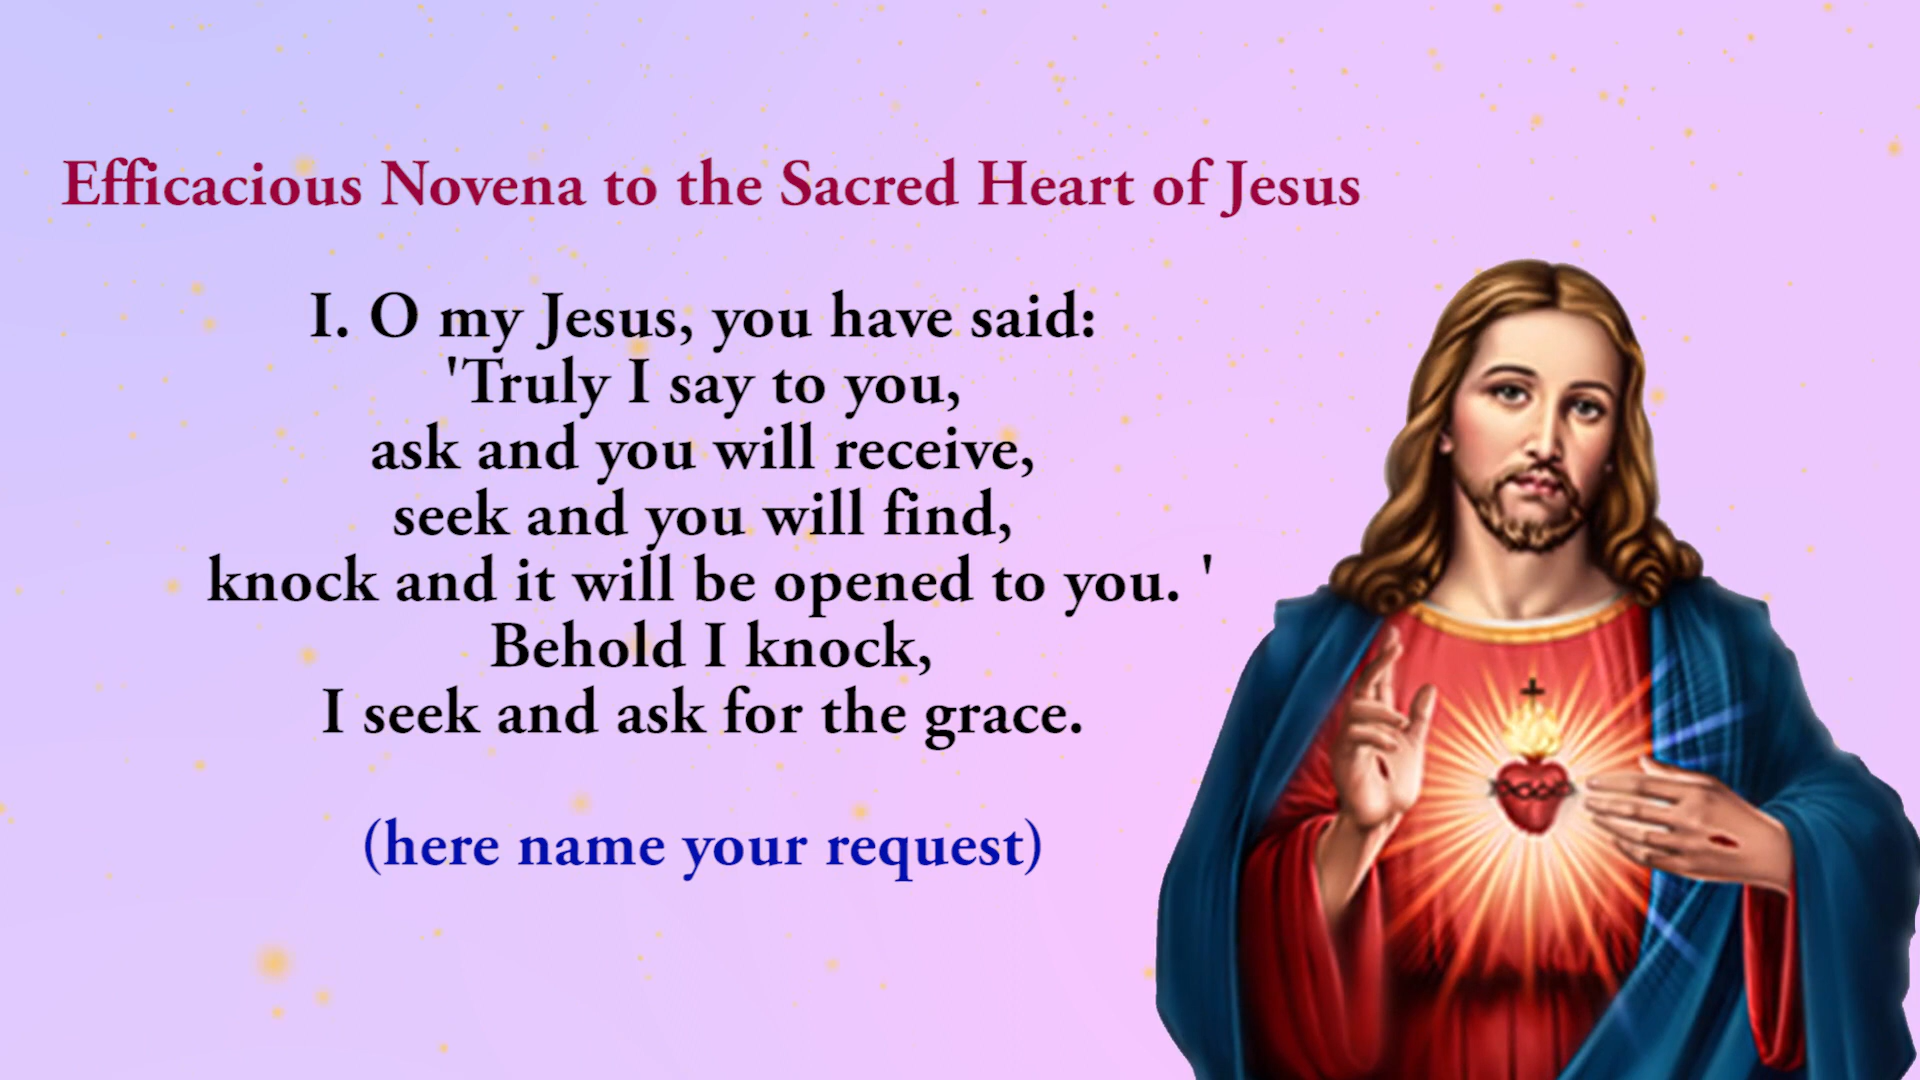 Efficacious Novena to the Sacred Heart of Jesus
I. O my Jesus, you have said:
'Truly I say to you,
ask and you will receive,
seek and you will find,
knock and it will be opened to you. '
Behold I knock,
I seek and ask for the grace.
(here name your request)